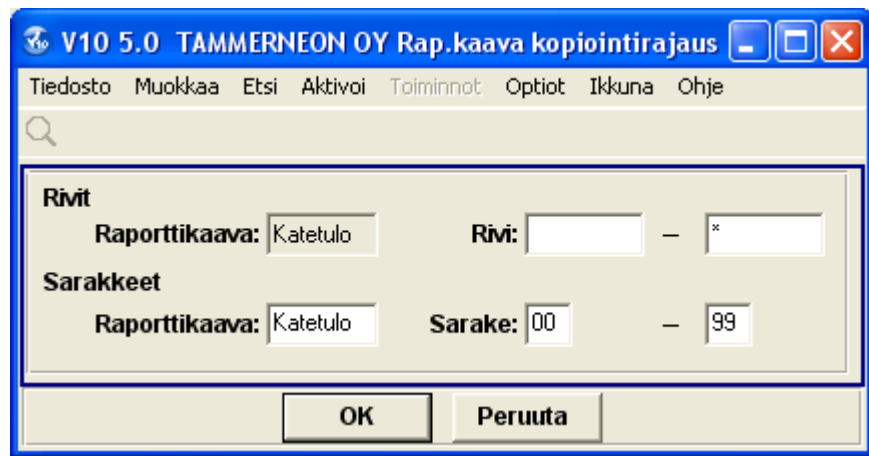 V10 5.0 TAMMERNEON OY Rap.kaava kopiointirajaus
Tiedosto Muokkaa Etsi Aktivoi Toiminnot Optiot Ikkuna Ohje
Rivit
Raporttikaava: Katetulo Rivi: – *
Sarakkeet
Raporttikaava: Katetulo Sarake: 00 – 99
OK Peruuta